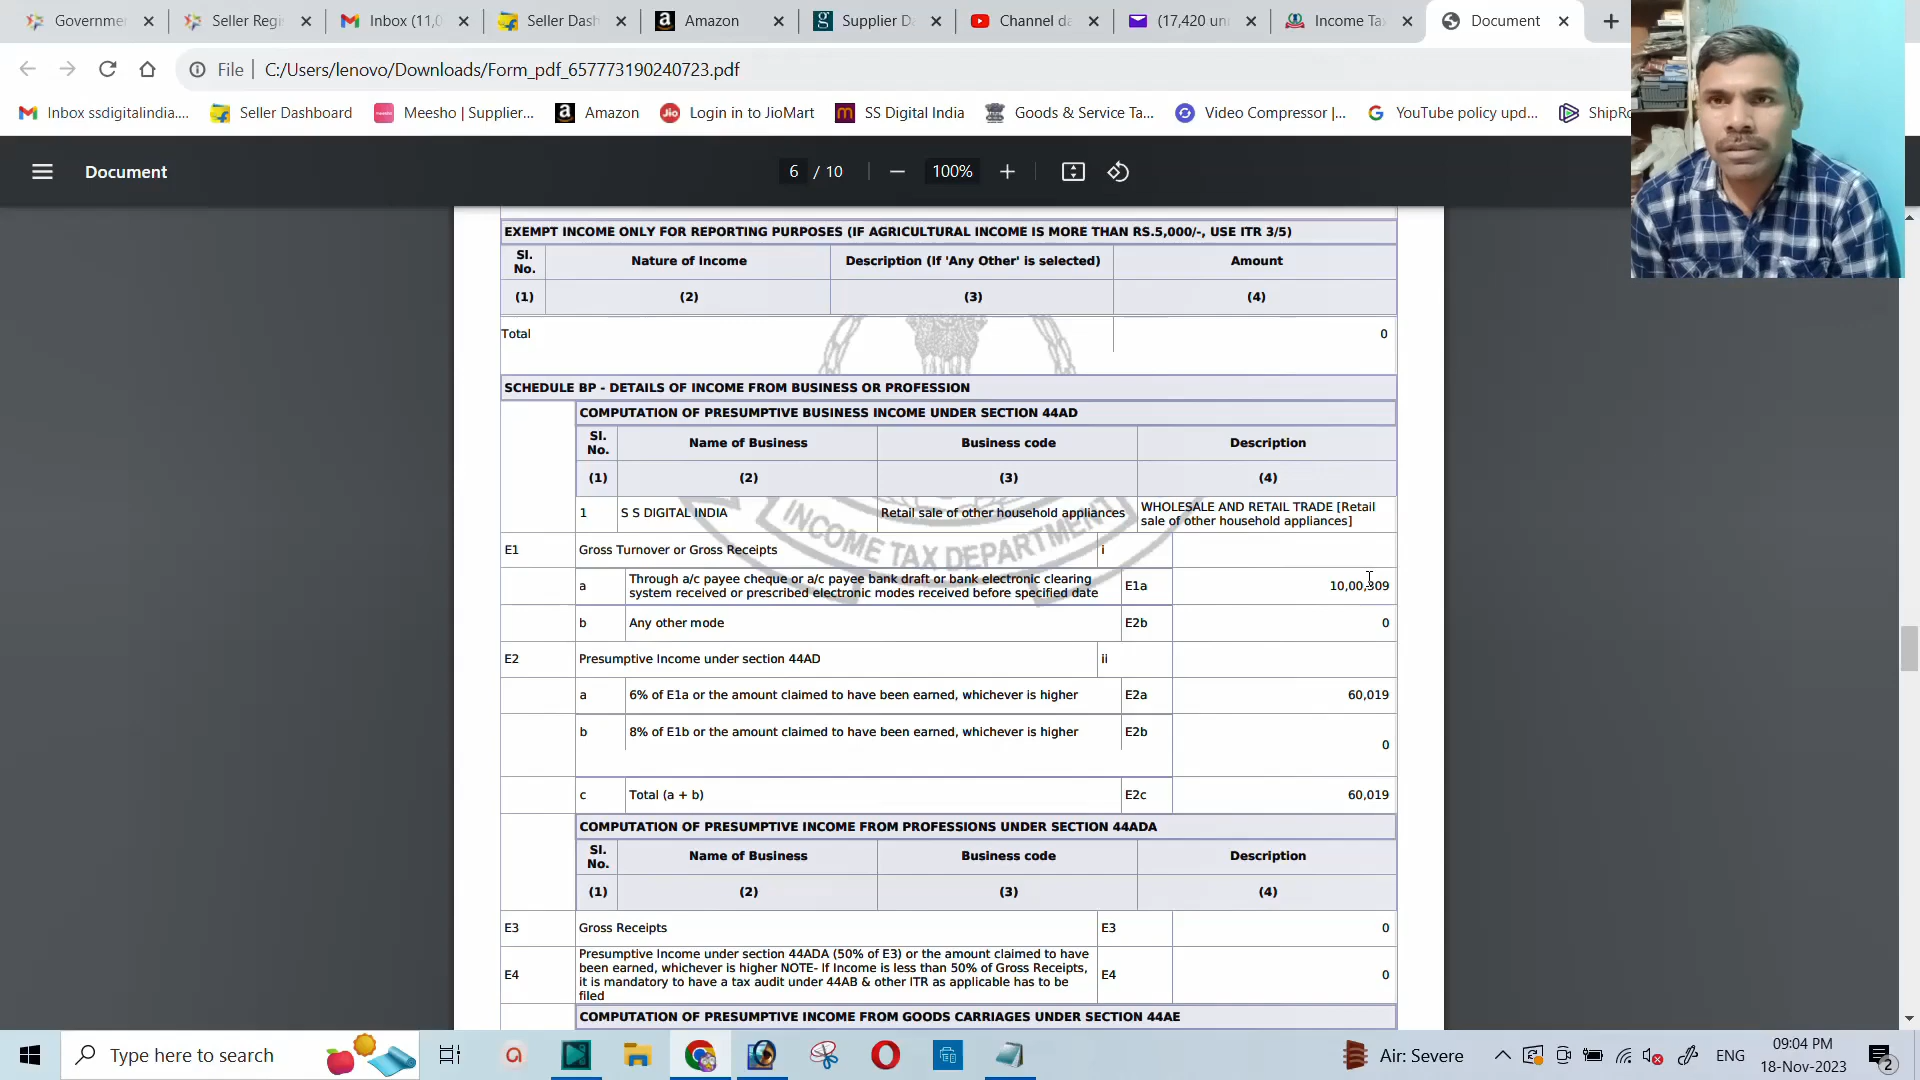 Governmer
Seller Regi
Inbox (11,0
Seller Dash
Amazon
Supplier D
Channel da
(17,420 un
Income Tax
Document
File
C:/Users/lenovo/Downloads/Form_pdf_657773190240723.pdf
Inbox ssdigitalindia....
Seller Dashboard
Meesho | Supplier...
Amazon
Login in to JioMart
SS Digital India
Goods & Service Ta...
Video Compressor |...
YouTube policy upd...
ShipRo
Document
6 / 10
100%
EXEMPT INCOME ONLY FOR REPORTING PURPOSES (IF AGRICULTURAL INCOME IS MORE THAN RS.5,000/-, USE ITR 3/5)
Sl. No. Nature of Income Description (If 'Any Other' is selected) Amount
(1) (2) (3) (4)
Total 0
SCHEDULE BP - DETAILS OF INCOME FROM BUSINESS OR PROFESSION
COMPUTATION OF PRESUMPTIVE BUSINESS INCOME UNDER SECTION 44AD
Sl. No. Name of Business Business code Description
(1) (2) (3) (4)
1 S S DIGITAL INDIA Retail sale of other household appliances WHOLESALE AND RETAIL TRADE [Retail
sale of other household appliances]
INCOME TAX DEPARTMENT
E1 Gross Turnover or Gross Receipts i
a Through a/c payee cheque or a/c payee bank draft or bank electronic clearing
system received or prescribed electronic modes received before specified date E1a 10,00,309
b Any other mode E2b 0
E2 Presumptive Income under section 44AD ii
a 6% of E1a or the amount claimed to have been earned, whichever is higher E2a 60,019
b 8% of E1b or the amount claimed to have been earned, whichever is higher E2b 0
c Total (a + b) E2c 60,019
COMPUTATION OF PRESUMPTIVE INCOME FROM PROFESSIONS UNDER SECTION 44ADA
Sl. No. Name of Business Business code Description
(1) (2) (3) (4)
E3 Gross Receipts E3 0
E4 Presumptive Income under section 44ADA (50% of E3) or the amount claimed to have
been earned, whichever is higher NOTE- If Income is less than 50% of Gross Receipts,
it is mandatory to have a tax audit under 44AB & other ITR as applicable has to be
filed E4 0
COMPUTATION OF PRESUMPTIVE INCOME FROM GOODS CARRIAGES UNDER SECTION 44AE
Type here to search
Air: Severe
ENG
09:04 PM
18-Nov-2023
2